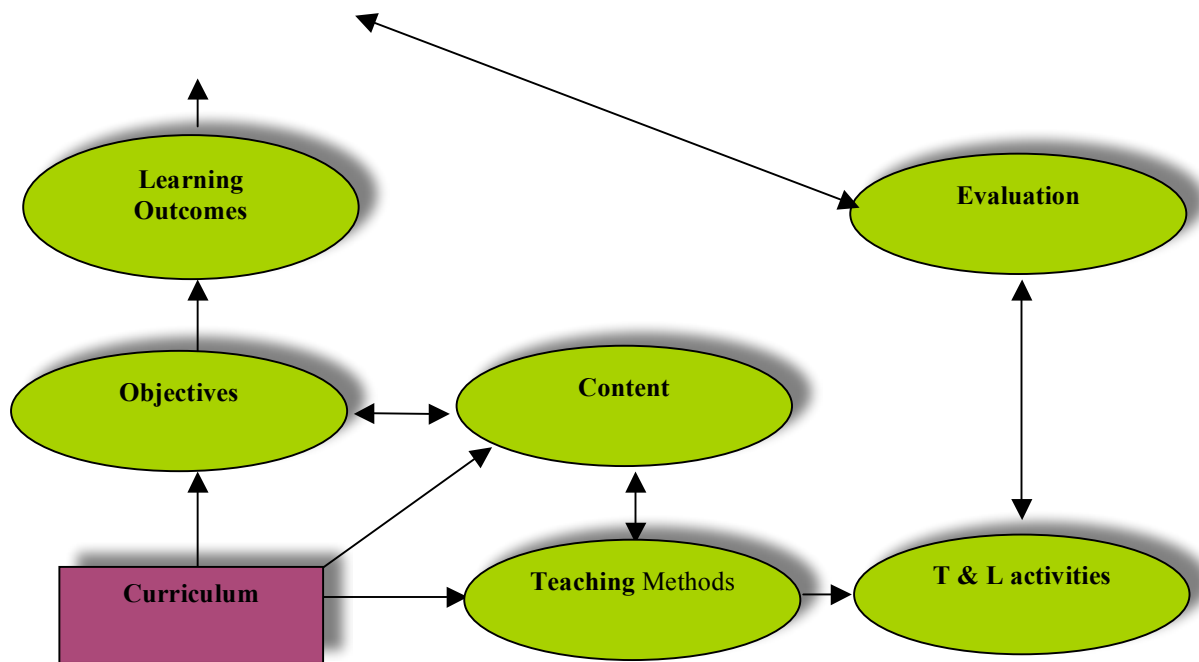 Learning
Outcomes
Evaluation
Objectives
Content
Curriculum
Teaching Methods
T & L activities